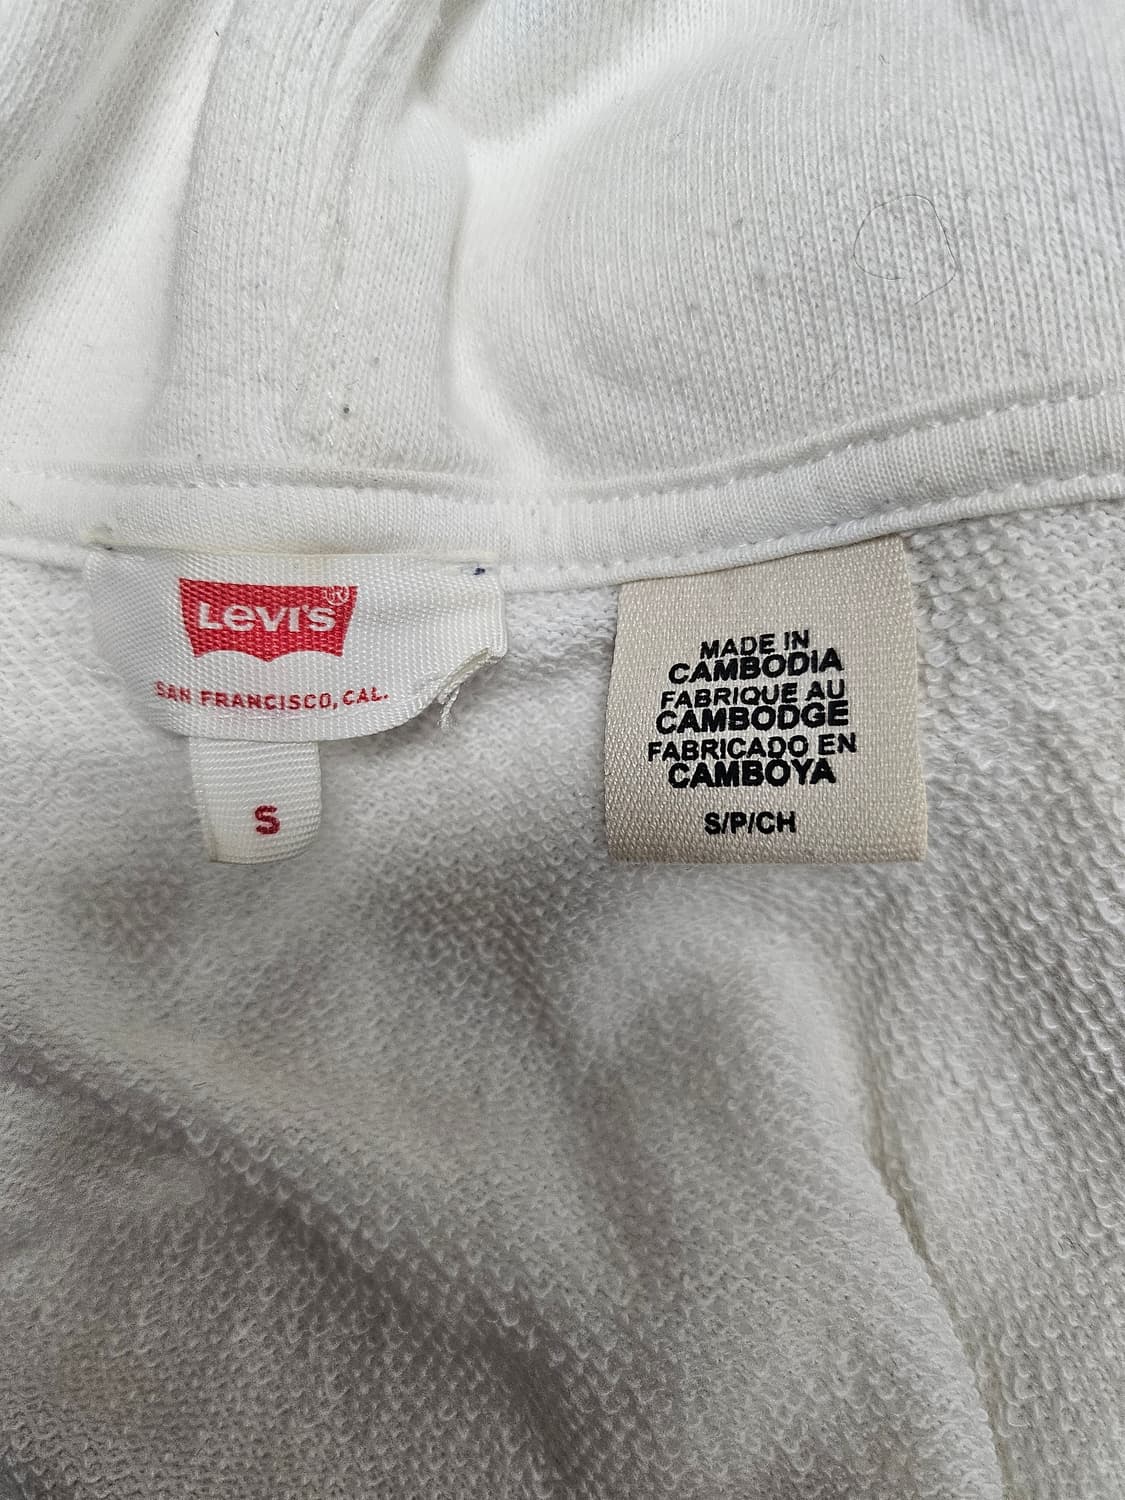 Levi's®
SAN FRANCISCO, CAL.
S
MADE IN
CAMBODIA
FABRIQUE AU
CAMBODGE
FABRICADO EN
CAMBOYA
S/P/CH